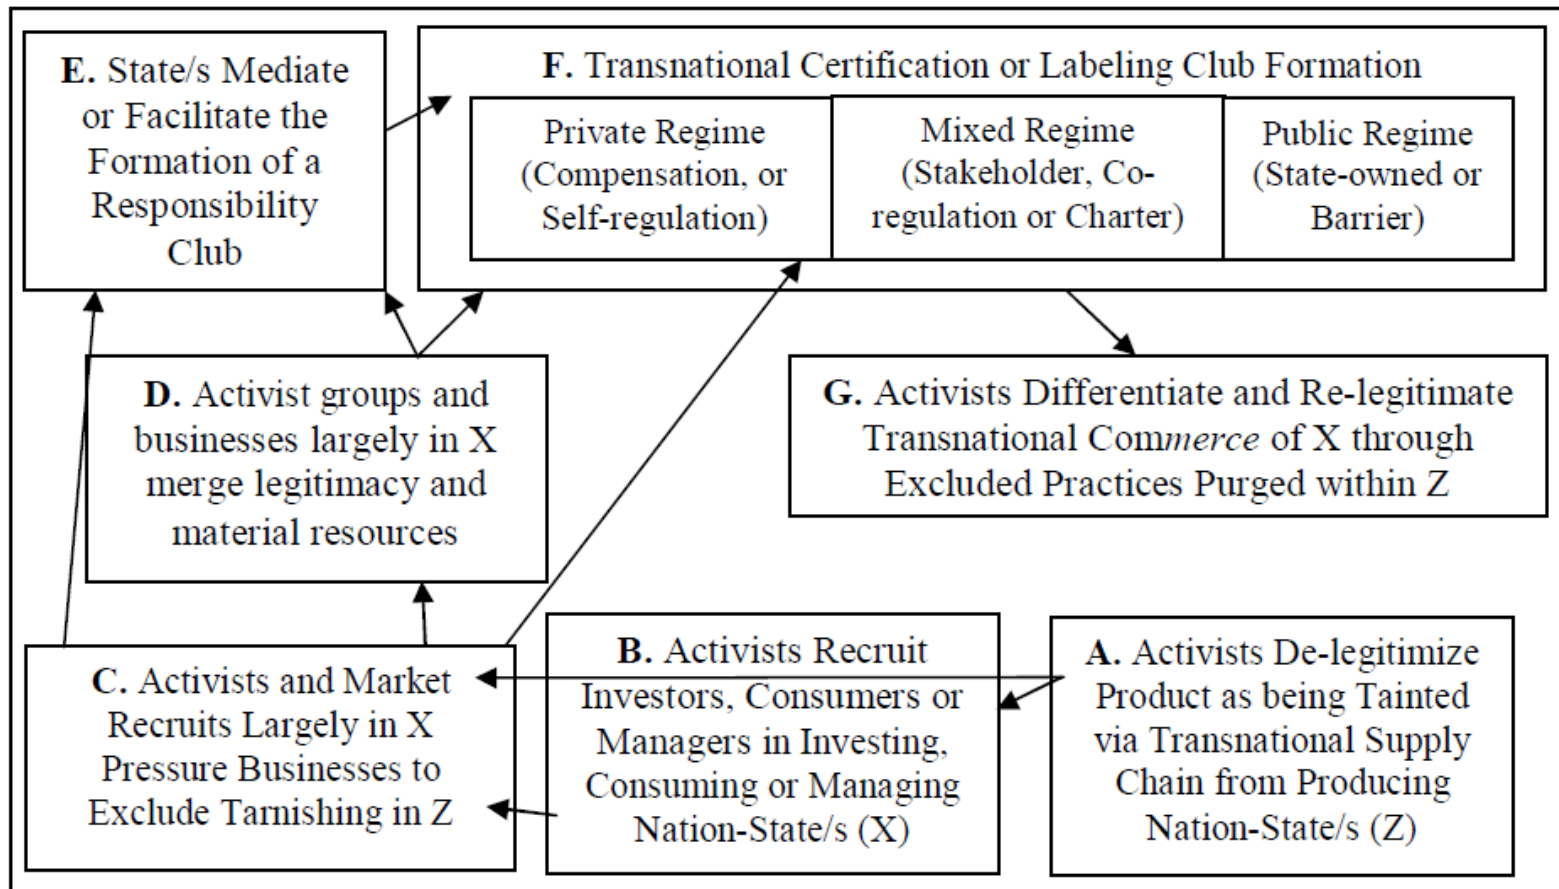 E. State/s Mediate
or Facilitate the
Formation of a
Responsibility
Club
F. Transnational Certification or Labeling Club Formation
Private Regime
(Compensation, or
Self-regulation)
Mixed Regime
(Stakeholder, Co-
regulation or Charter)
Public Regime
(State-owned or
Barrier)
D. Activist groups and
businesses largely in X
merge legitimacy and
material resources
G. Activists Differentiate and Re-legitimate
Transnational Commerce of X through
Excluded Practices Purged within Z
C. Activists and Market
Recruits Largely in X
Pressure Businesses to
Exclude Tarnishing in Z
B. Activists Recruit
Investors, Consumers or
Managers in Investing,
Consuming or Managing
Nation-State/s (X)
A. Activists De-legitimize
Product as being Tainted
via Transnational Supply
Chain from Producing
Nation-State/s (Z)